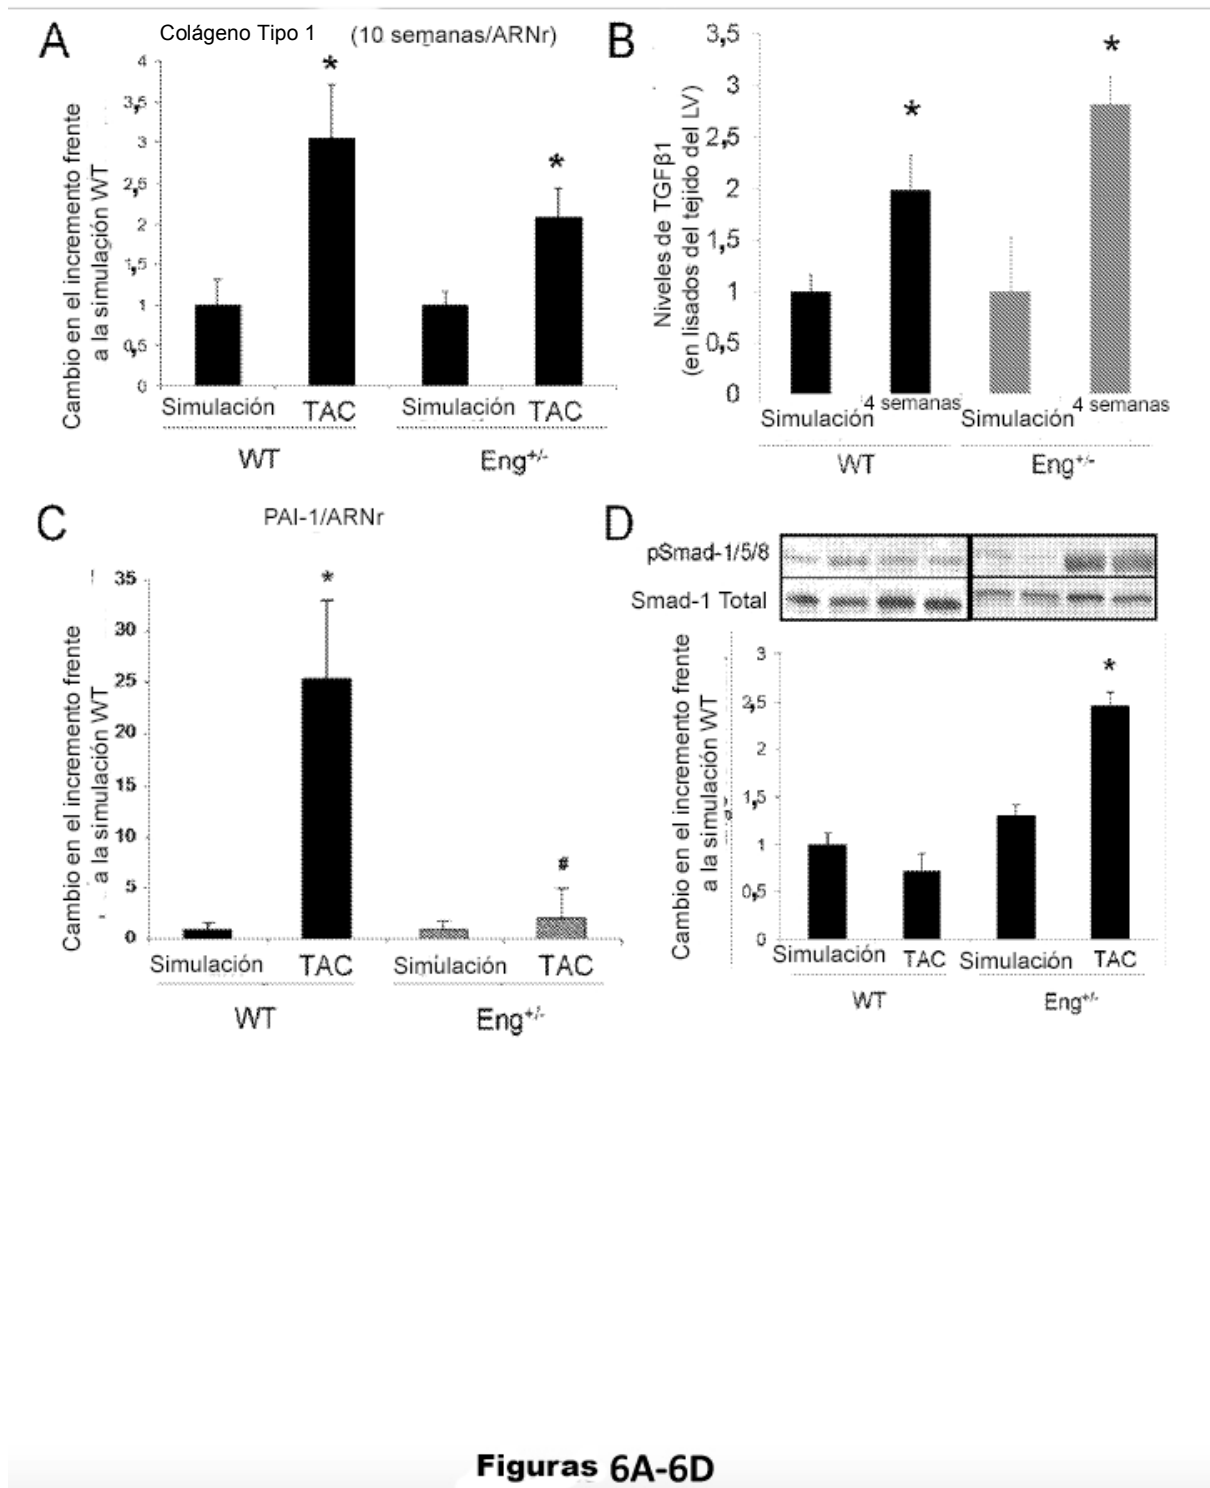 A
Colágeno Tipo 1 (10 semanas/ARNr)
Cambio en el incremento frente
a la simulación WT
4
3,5
3
2,5
2
1,5
1
0,5
0
*
*
Simulación TAC Simulación TAC
WT Eng+/-
B
Niveles de TGFβ1
(en lisados del tejido del LV)
3,5
3
2,5
2
1,5
1
0,5
0
*
*
Simulación 4 semanas Simulación 4 semanas
WT Eng+/-
C
PAI-1/ARNr
Cambio en el incremento frente
a la simulación WT
35
30
25
20
15
10
5
0
*
#
Simulación TAC Simulación TAC
WT Eng+/-
D
pSmad-1/5/8
Smad-1 Total
Cambio en el incremento frente
a la simulación WT
3
2,5
2
1,5
1
0,5
0
*
Simulación TAC Simulación TAC
WT Eng+/-
Figuras 6A-6D